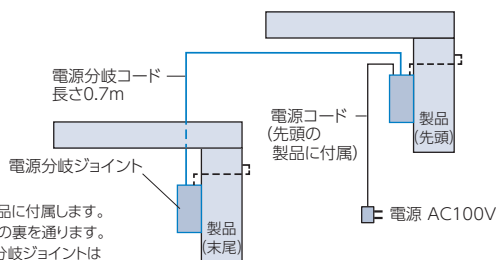 電源分岐コード
長さ0.7m
電源コード
(先頭の
製品に付属)
製品
(先頭)
電源分岐ジョイント
電源 AC100V
品に付属します。
の裏を通ります。
分岐ジョイントは
製品
(末尾)